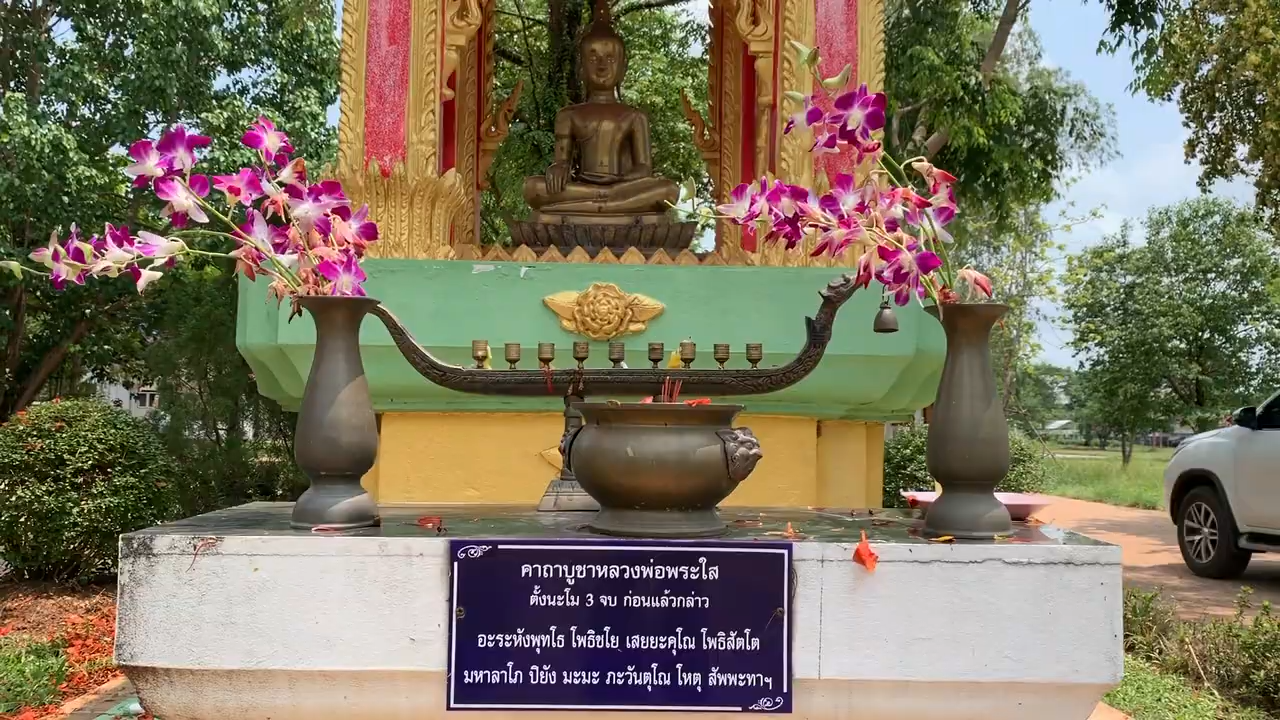 คาถาบูชาหลวงพ่อพระใส
ตั้งนะโม 3 จบ ก่อนแล้วกล่าว
อะระหังพุทโธ โพธิชโย เสยยะคุโณ โพธิสัตโต
มหาลาโภ ปิยัง มะมะ ภะวันตุโณ โหตุ สัพพะทาฯ